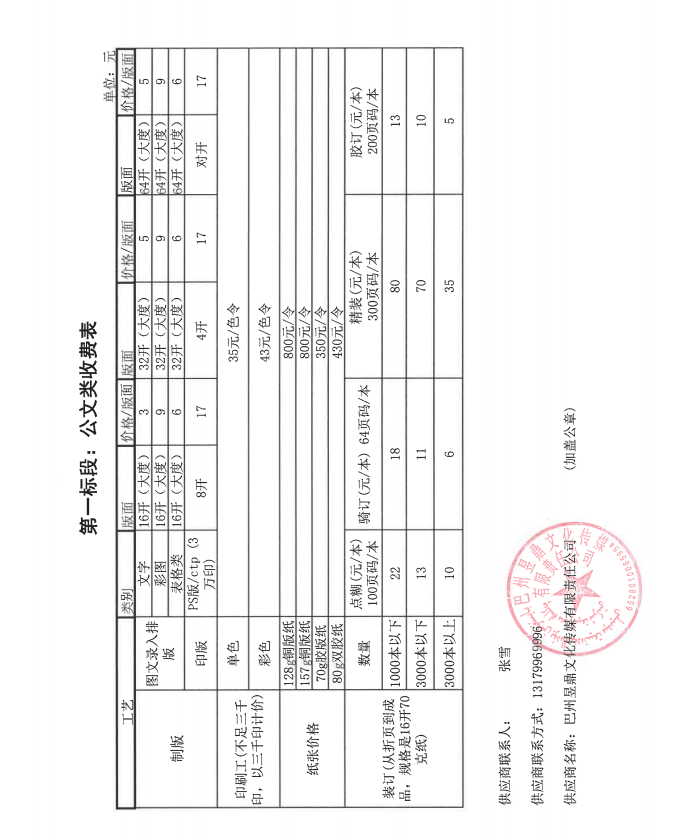 第一标段：公文类收费表
单位：元
工艺 类别 版面 价格/版面 版面 价格/版面 版面 价格/版面
制版 图文录入排版 文字 16开（大度） 3 32开（大度） 5 64开（大度） 5
彩图 16开（大度） 9 32开（大度） 9 64开（大度） 9
表格类 16开（大度） 6 32开（大度） 6 64开（大度） 6
印版 PS版/ctp（3万印） 8开 17 4开 17 对开 17
印刷工(不足三千印，以三千印计价) 单色 35元/色令
彩色 43元/色令
纸张价格 128g铜版纸 800元/令
157g铜版纸 800元/令
70g胶版纸 350元/令
80g双胶纸 430元/令
装订(从折页到成品，规格是16开70克纸) 数量 点糊(元/本) 100页码/本 骑订(元/本) 64页码/本 精装(元/本) 300页码/本 胶订(元/本) 200页码/本
1000本以下 22 18 80 13
3000本以下 13 11 70 10
3000本以上 10 6 35 5
供应商联系人： 张雪
供应商联系方式：13179969996
供应商名称：巴州昱鼎文化传媒有限责任公司 （加盖公章）
巴州昱鼎文化传媒
有限责任公司